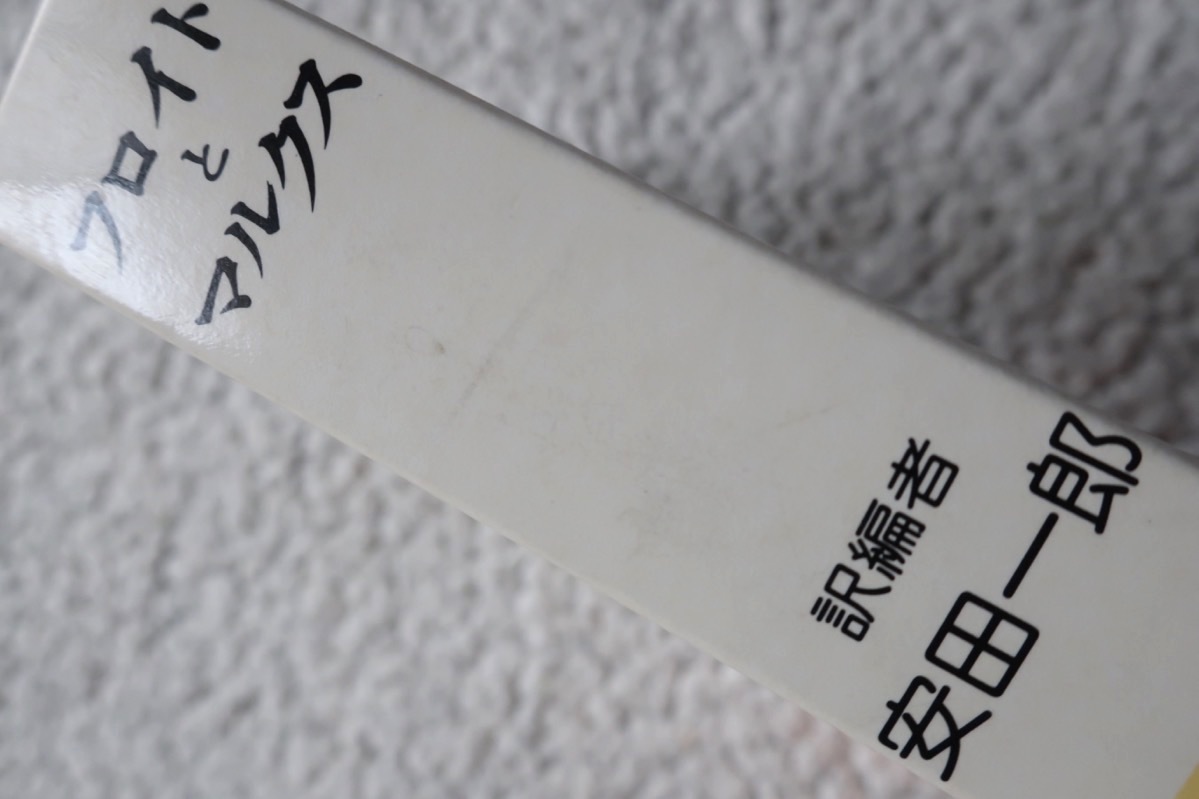 フロイト
と
マルクス
訳編者
安田一郎